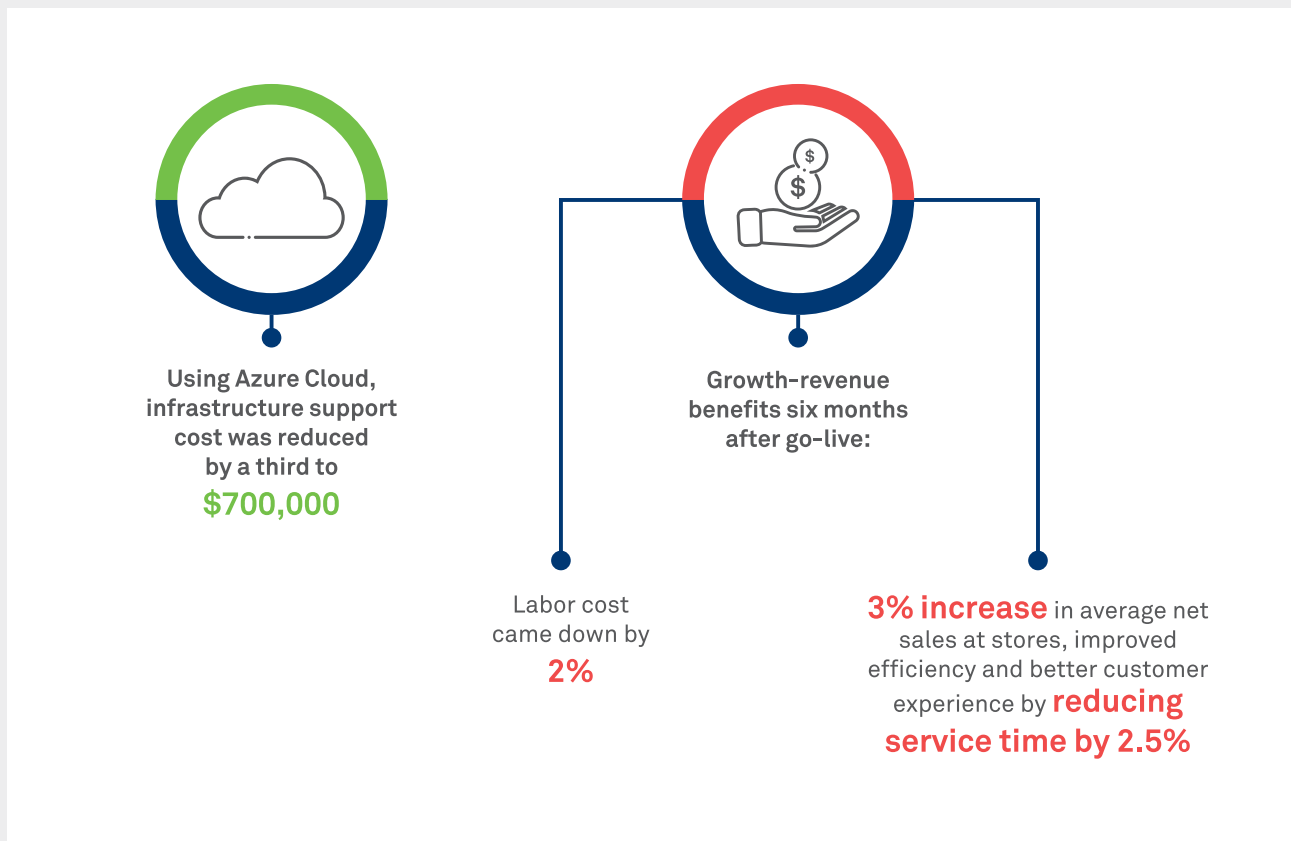 $
$
Using Azure Cloud,
infrastructure support
cost was reduced
by a third to
$700,000
Growth-revenue
benefits six months
after go-live:
Labor cost
came down by
2%
3% increase in average net
sales at stores, improved
efficiency and better customer
experience by reducing
service time by 2.5%